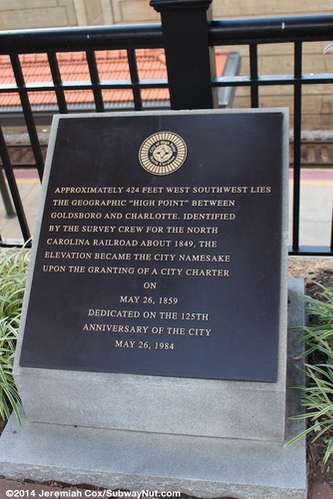 APPROXIMATELY 424 FEET WEST SOUTHWEST LIES
THE GEOGRAPHIC "HIGH POINT" BETWEEN
GOLDSBORO AND CHARLOTTE. IDENTIFIED
BY THE SURVEY CREW FOR THE NORTH
CAROLINA RAILROAD ABOUT 1849, THE
ELEVATION BECAME THE CITY NAMESAKE
UPON THE GRANTING OF A CITY CHARTER
ON
MAY 26, 1859
DEDICATED ON THE 125TH
ANNIVERSARY OF THE CITY
MAY 26, 1984
©2014 Jeremiah Cox/SubwayNut.com